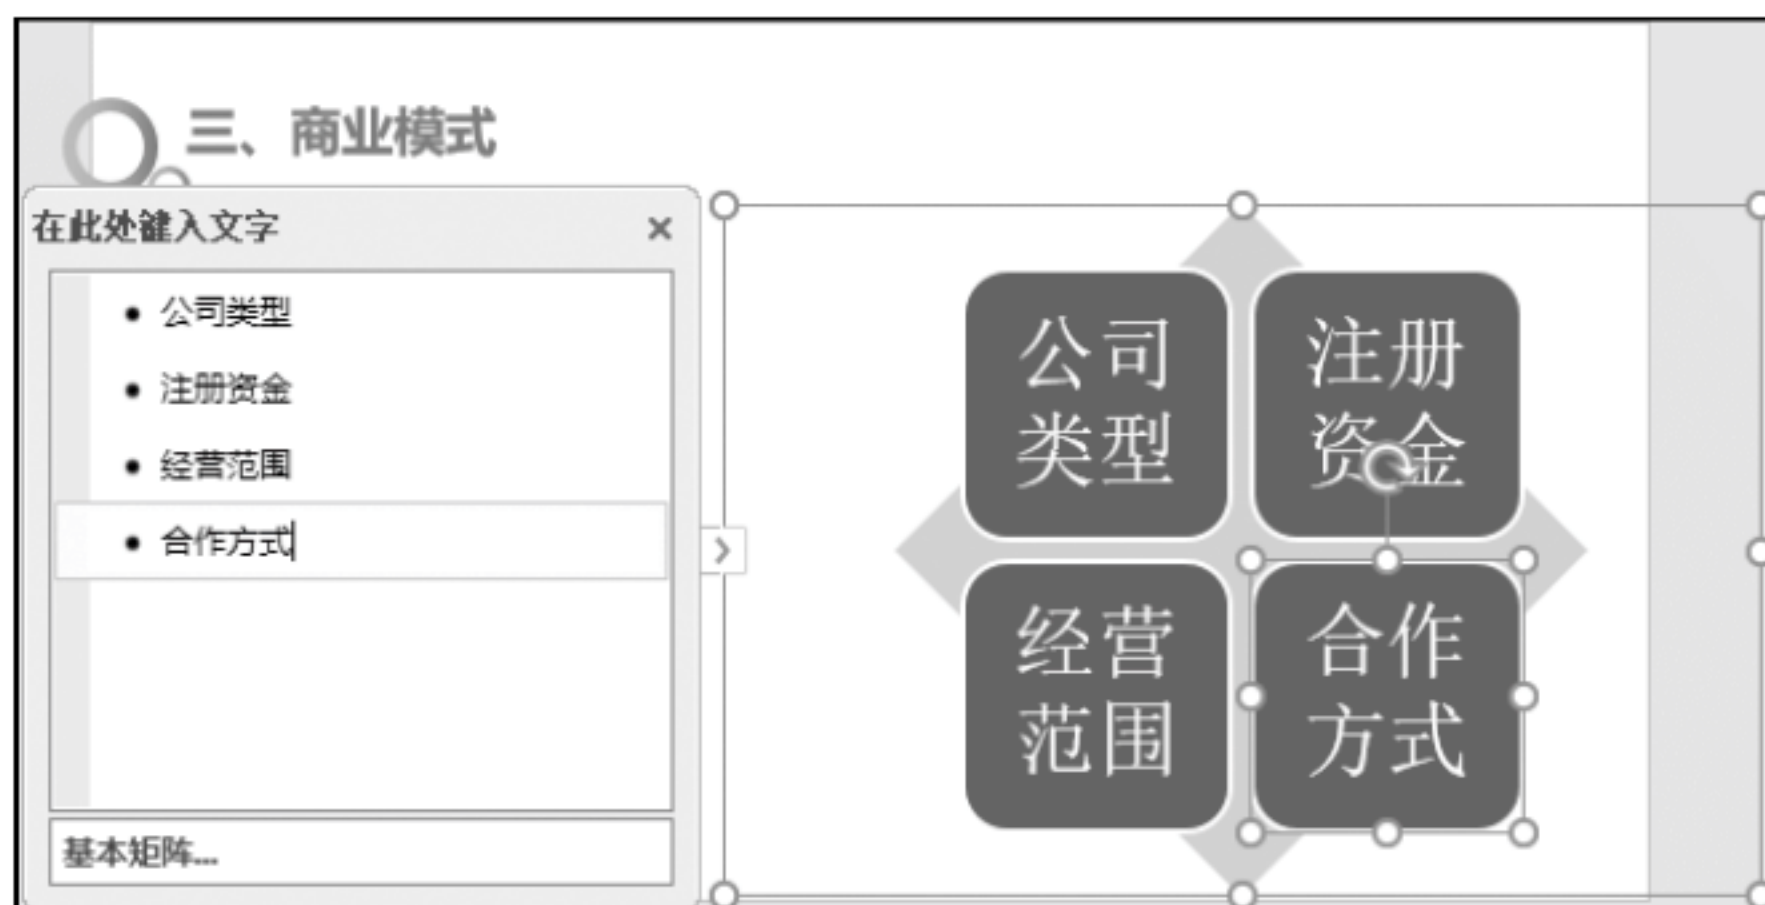 三、商业模式
在此处键入文字
公司类型
注册资金
经营范围
合作方式
基本矩阵...
公司
类型
注册
资金
经营
范围
合作
方式